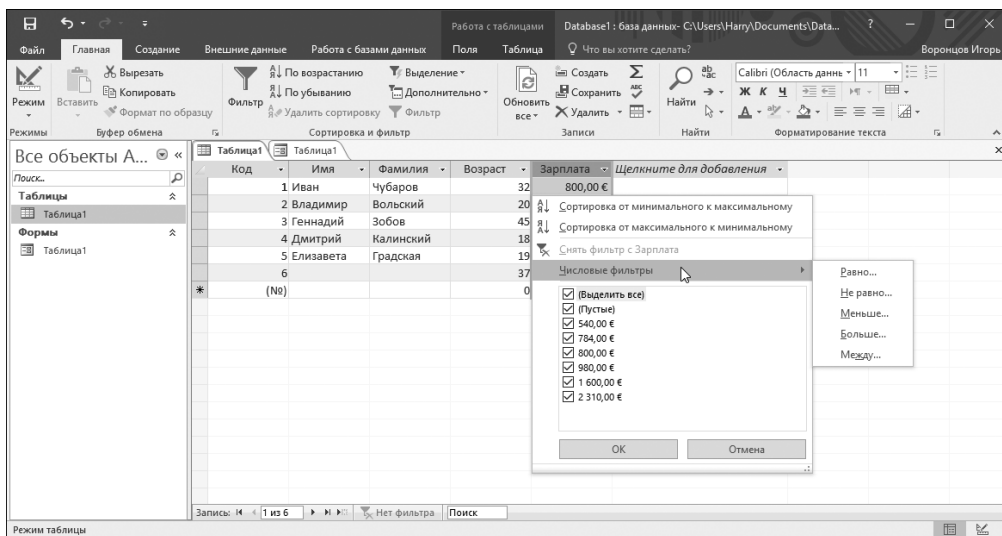 Работа с таблицами
Database1 : база данных- C:\Users\Harry\Documents\Data...
?
Файл Главная Создание Внешние данные Работа с базами данных Поля Таблица Что вы хотите сделать? Воронцов Игорь
Режим
Режимы
Вставить
Вырезать
Копировать
Формат по образцу
Буфер обмена
Фильтр
По возрастанию
По убыванию
Удалить сортировку
Выделение
Дополнительно
Фильтр
Сортировка и фильтр
Обновить все
Создать
Сохранить
Удалить
Записи
Найти
Найти
Calibri (Область даннь 11
Ж К Ч
Форматирование текста
Все объекты A...
Поиск...
Таблицы
Таблица1
Формы
Таблица1
Таблица1 Таблица1
Код Имя Фамилия Возраст Зарплата Щелкните для добавления
1 Иван Чубаров 32 800,00 €
2 Владимир Вольский 20
3 Геннадий Зобов 45
4 Дмитрий Калинский 18
5 Елизавета Градская 19
6 37
(№) 0
Сортировка от минимального к максимальному
Сортировка от максимального к минимальному
Снять фильтр с Зарплата
Числовые фильтры
(Выделить все)
(Пустые)
540,00 €
784,00 €
800,00 €
980,00 €
1 600,00 €
2 310,00 €
ОК Отмена
Равно...
Не равно...
Меньше...
Больше...
Между...
Запись: 1 из 6 Нет фильтра Поиск
Режим таблицы